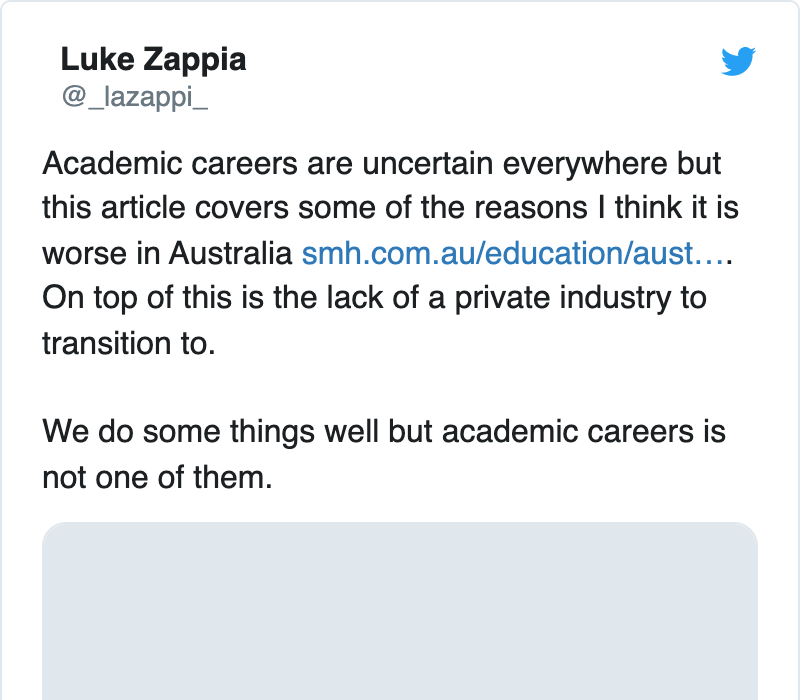 Luke Zappia
@_lazappi_
Academic careers are uncertain everywhere but
this article covers some of the reasons I think it is
worse in Australia smh.com.au/education/aust….
On top of this is the lack of a private industry to
transition to.
We do some things well but academic careers is
not one of them.